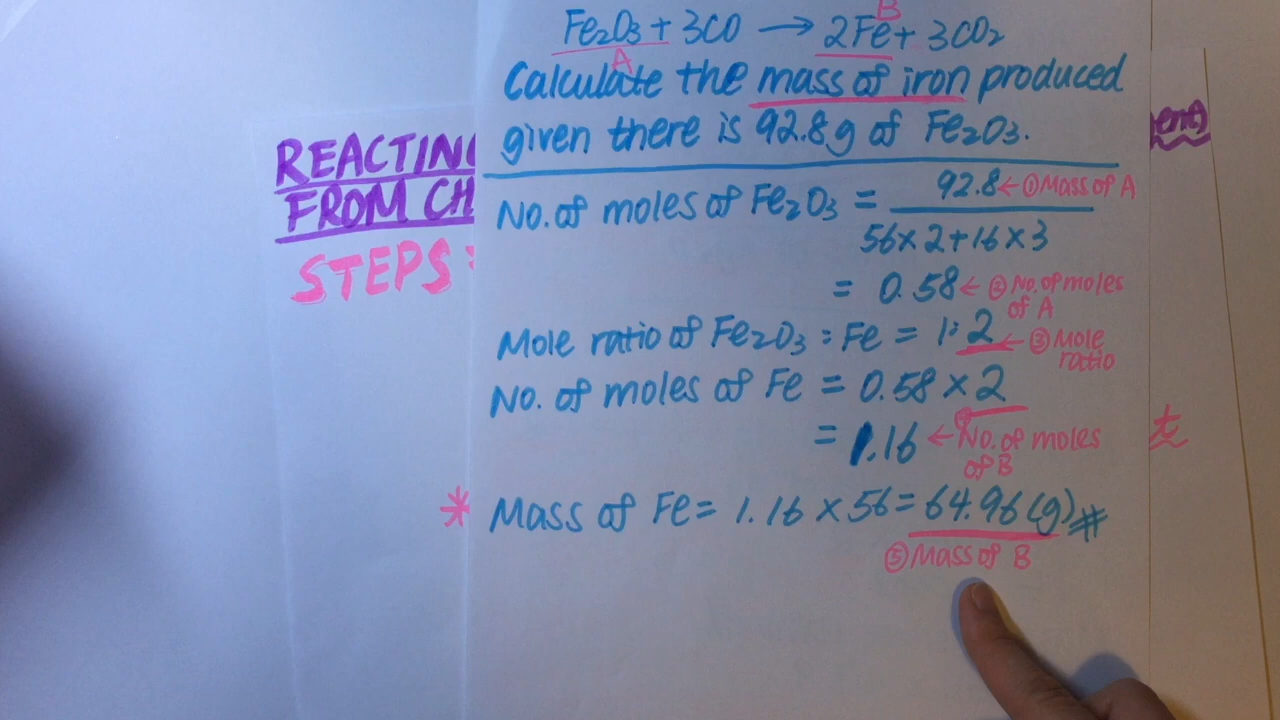 B
Fe₂O₃ + 3CO → 2Fe + 3CO₂
A
Calculate the mass of iron produced
given there is 92.8g of Fe₂O₃.
REACTIN
FROM CH
STEPS:
No. of moles of Fe₂O₃ = 92.8 ← ① Mass of A
56×2+16×3
= 0.58 ← ② No. of moles
of A
Mole ratio of Fe₂O₃ : Fe = 1:2 ← ③ Mole
ratio
No. of moles of Fe = 0.58 × 2
= 1.16 ← ④ No. of moles
of B
* Mass of Fe = 1.16 × 56 = 64.96 (g) #
⑤ Mass of B